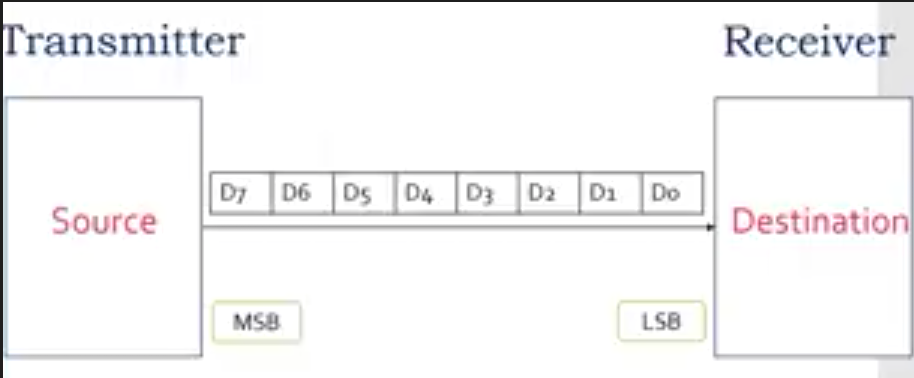 Transmitter
Receiver
D7 D6 D5 D4 D3 D2 D1 D0
Source
Destination
MSB
LSB